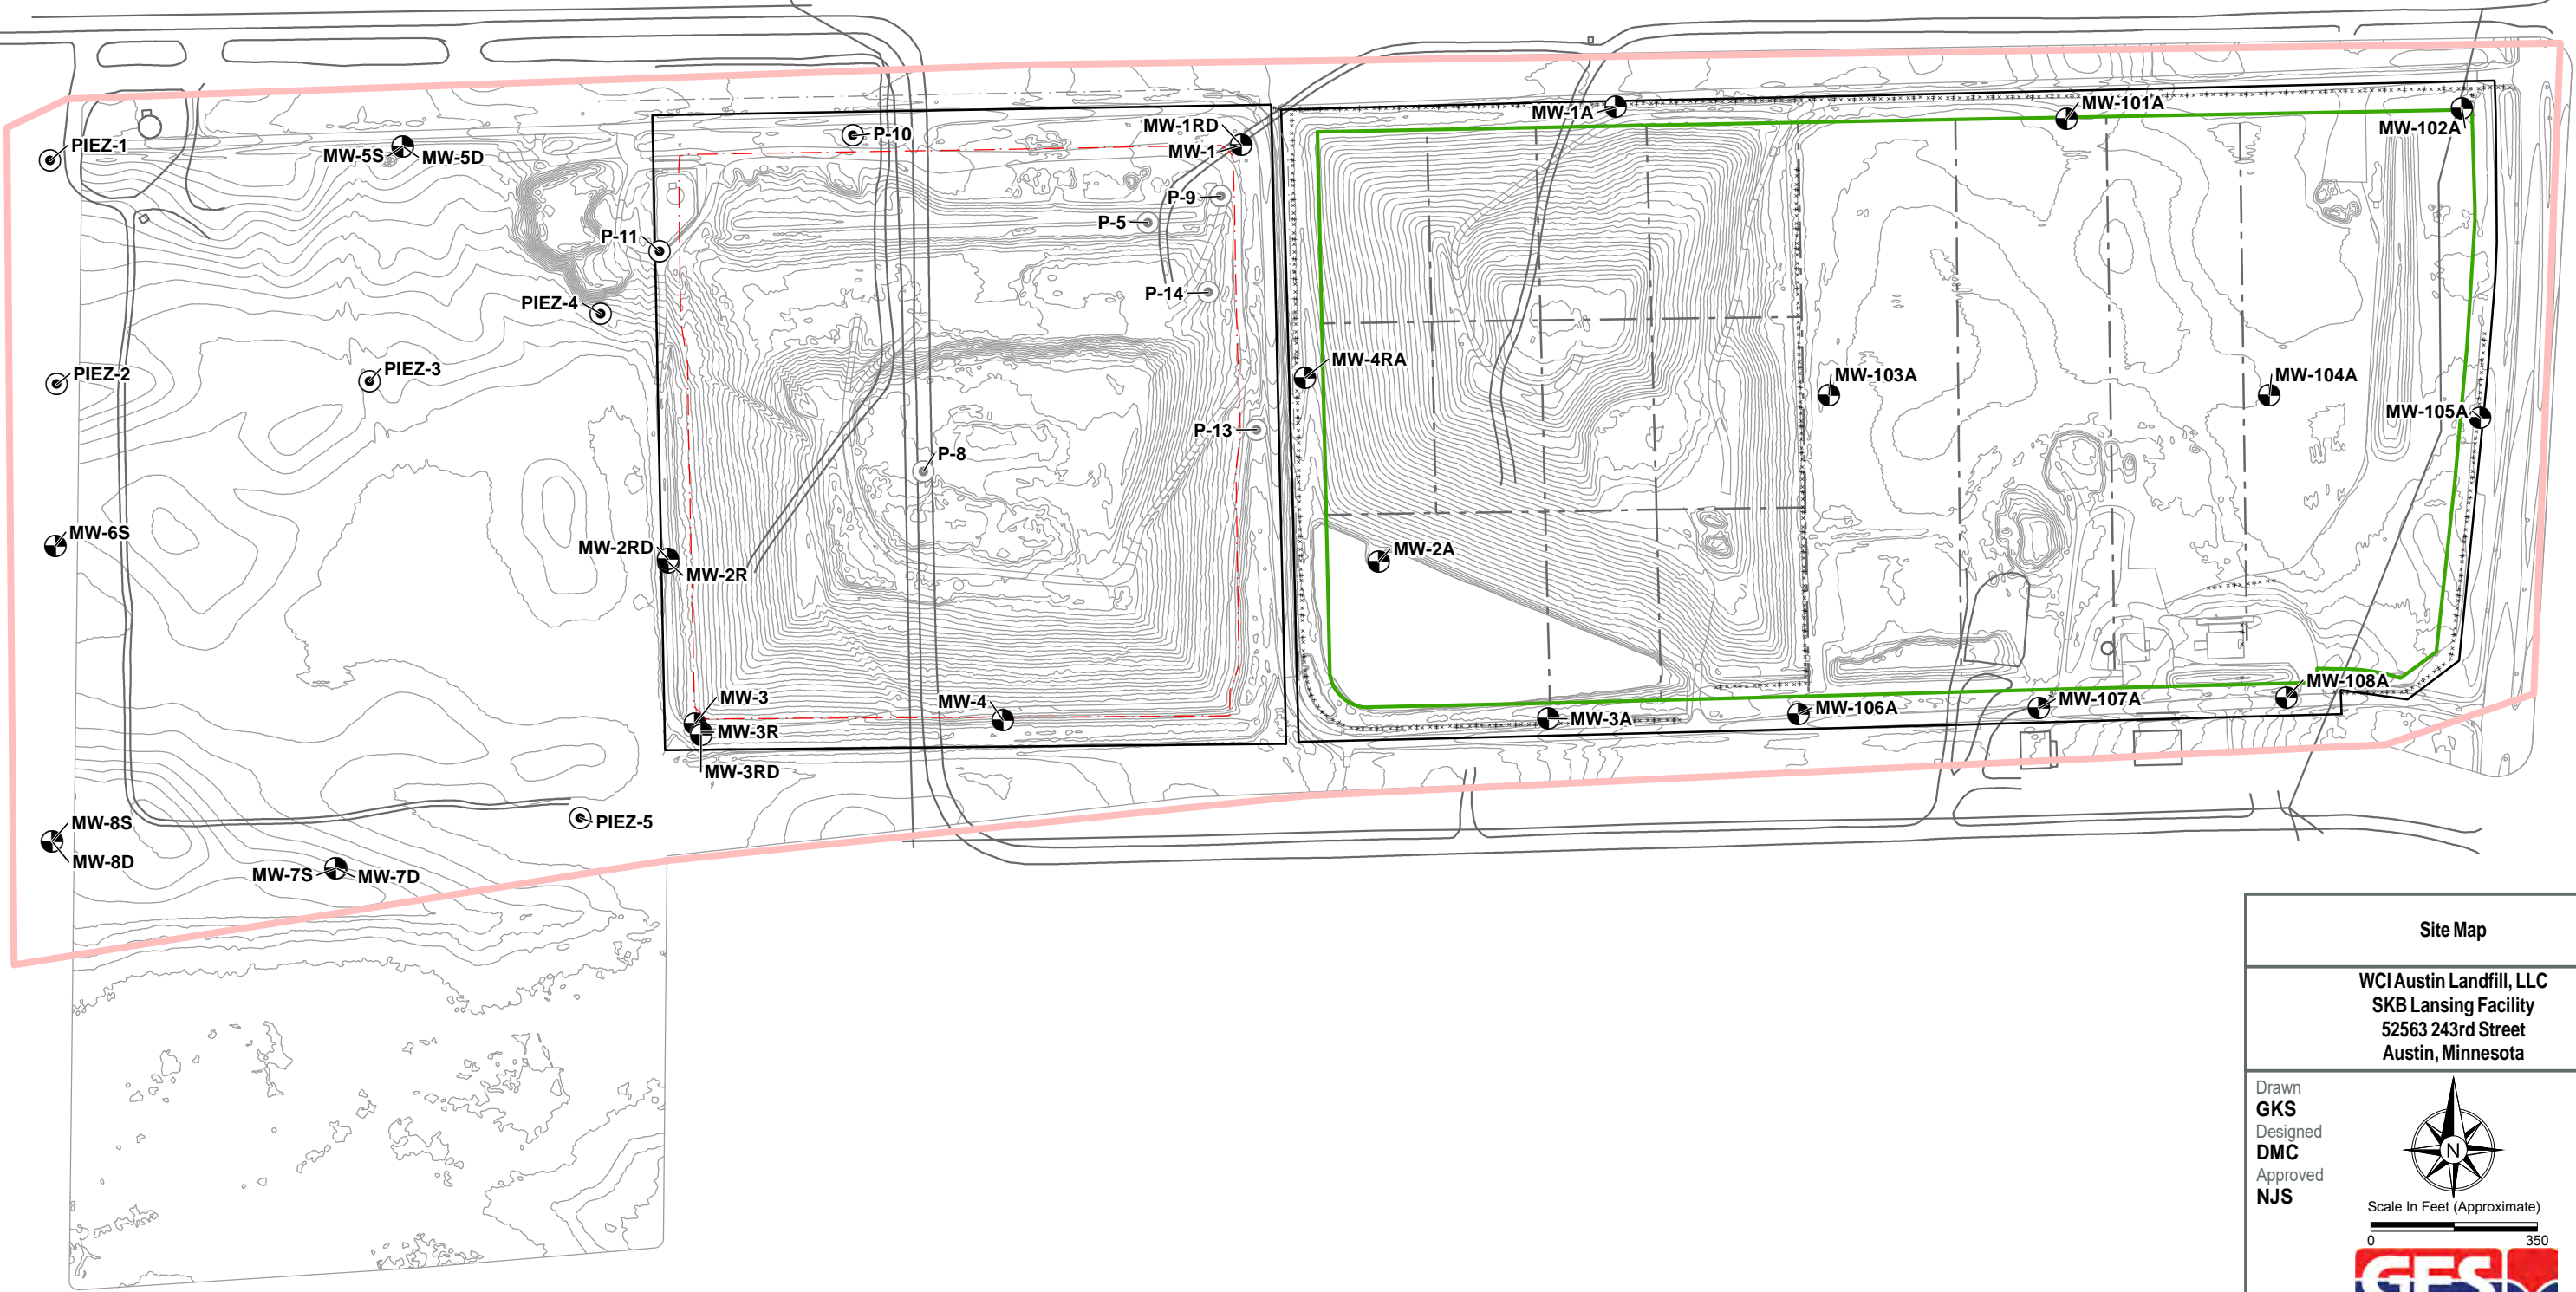 MW-1A
MW-101A
MW-102A
MW-1RD
MW-1
P-10
PIEZ-1
MW-5S
MW-5D
P-9
P-5
P-11
P-14
PIEZ-4
PIEZ-2
PIEZ-3
MW-4RA
MW-103A
MW-104A
MW-105A
P-13
P-8
MW-6S
MW-2RD
MW-2R
MW-2A
MW-3
MW-4
MW-3R
MW-3RD
MW-3A
MW-106A
MW-107A
MW-108A
PIEZ-5
MW-8S
MW-8D
MW-7S
MW-7D
Site Map
WCI Austin Landfill, LLC
SKB Lansing Facility
52563 243rd Street
Austin, Minnesota
Drawn
GKS
Designed
DMC
Approved
NJS
N
Scale In Feet (Approximate)
0 350
GES